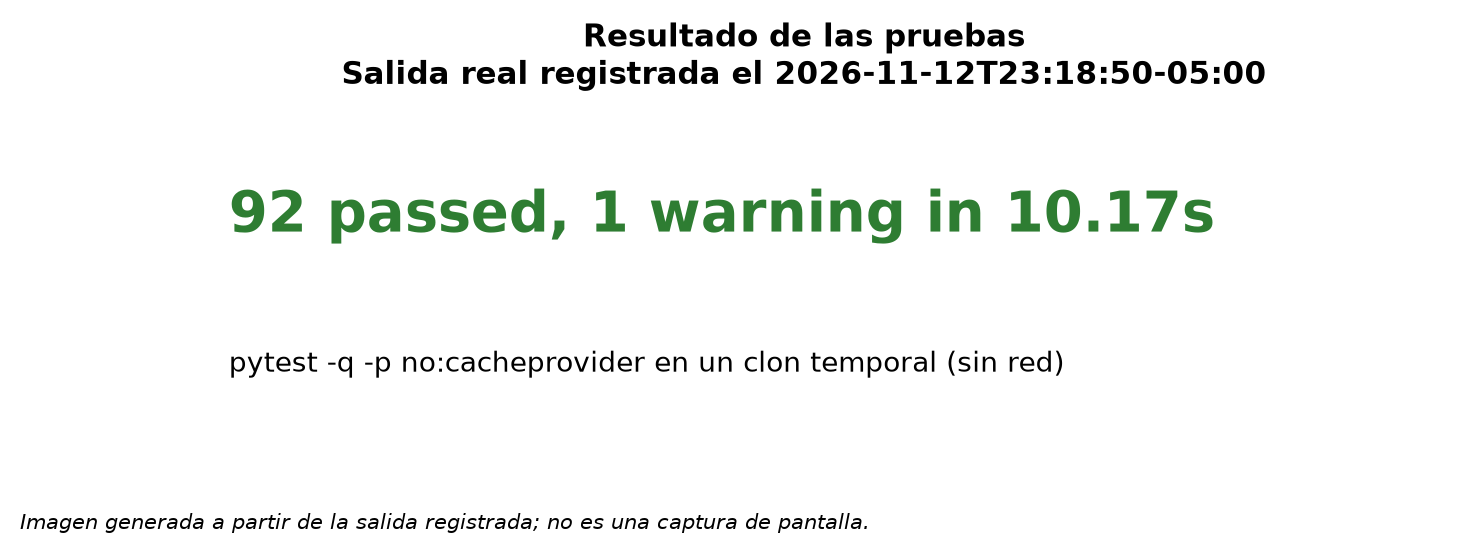 Resultado de las pruebas
Salida real registrada el 2026-11-12T23:18:50-05:00
92 passed, 1 warning in 10.17s
pytest -q -p no:cacheprovider en un clon temporal (sin red)
Imagen generada a partir de la salida registrada; no es una captura de pantalla.